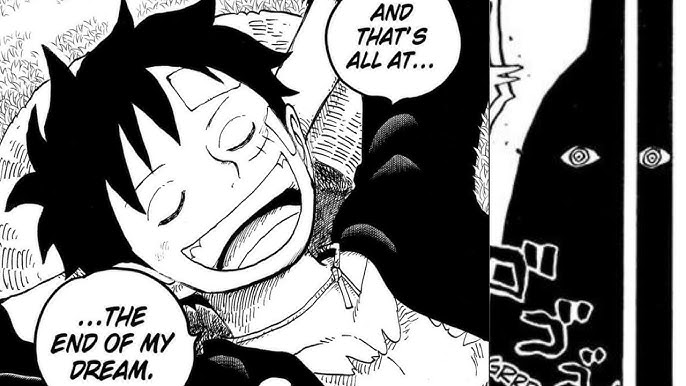 AND
THAT'S
ALL AT...
...THE
END OF MY
DREAM.